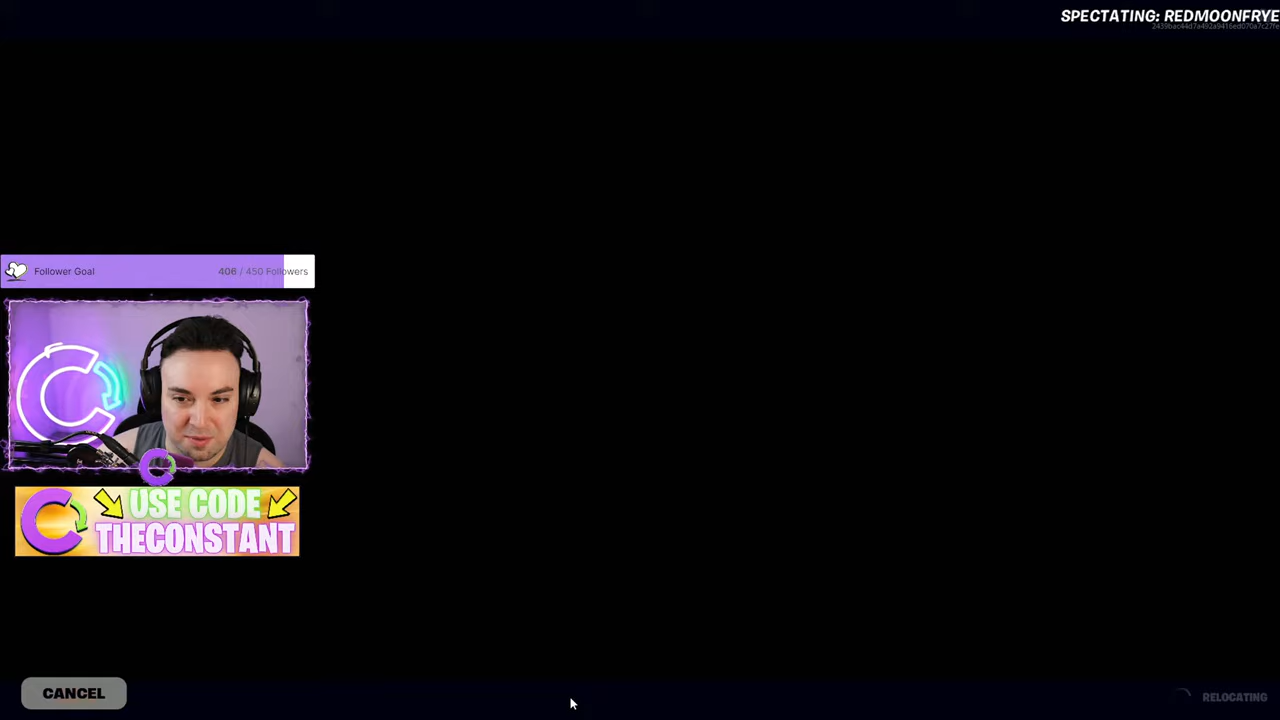 SPECTATING: REDMOONFRYE
Follower Goal
406 / 450 Followers
USE CODE
THECONSTANT
CANCEL
RELOCATING